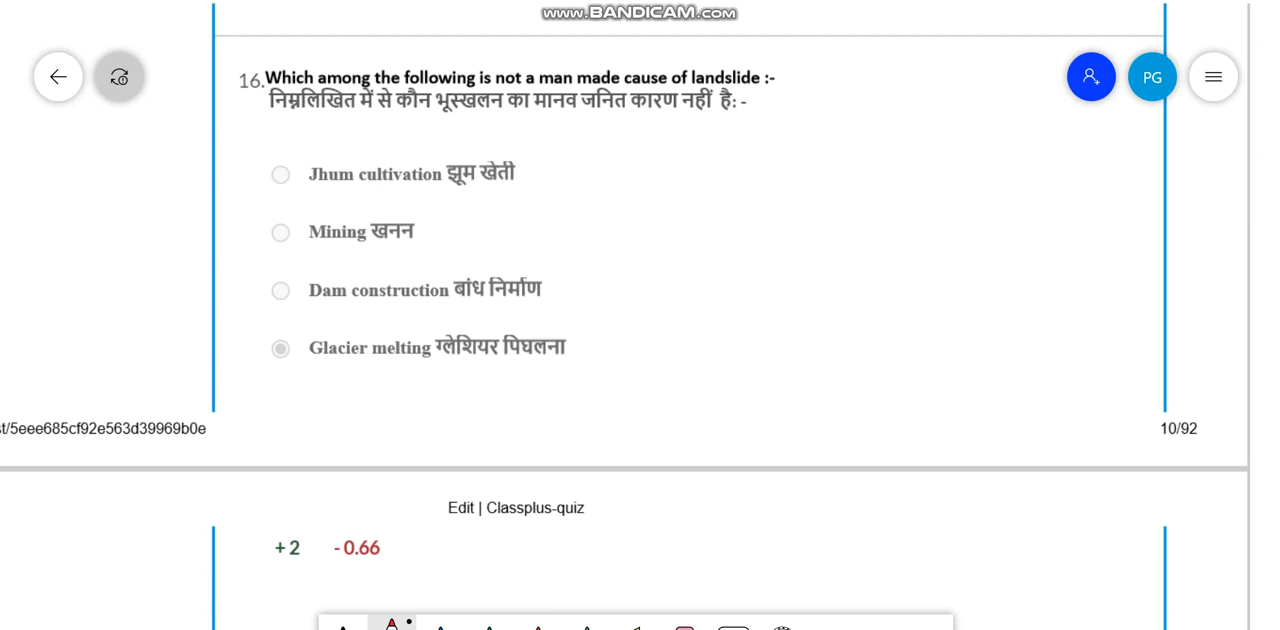 www.BANDICAM.com
16.Which among the following is not a man made cause of landslide :-
निम्नलिखित में से कौन भूस्खलन का मानव जनित कारण नहीं है: -
PG
Jhum cultivation झूम खेती
Mining खनन
Dam construction बांध निर्माण
Glacier melting ग्लेशियर पिघलना
st/5eee685cf92e563d39969b0e
10/92
Edit | Classplus-quiz
+ 2 - 0.66